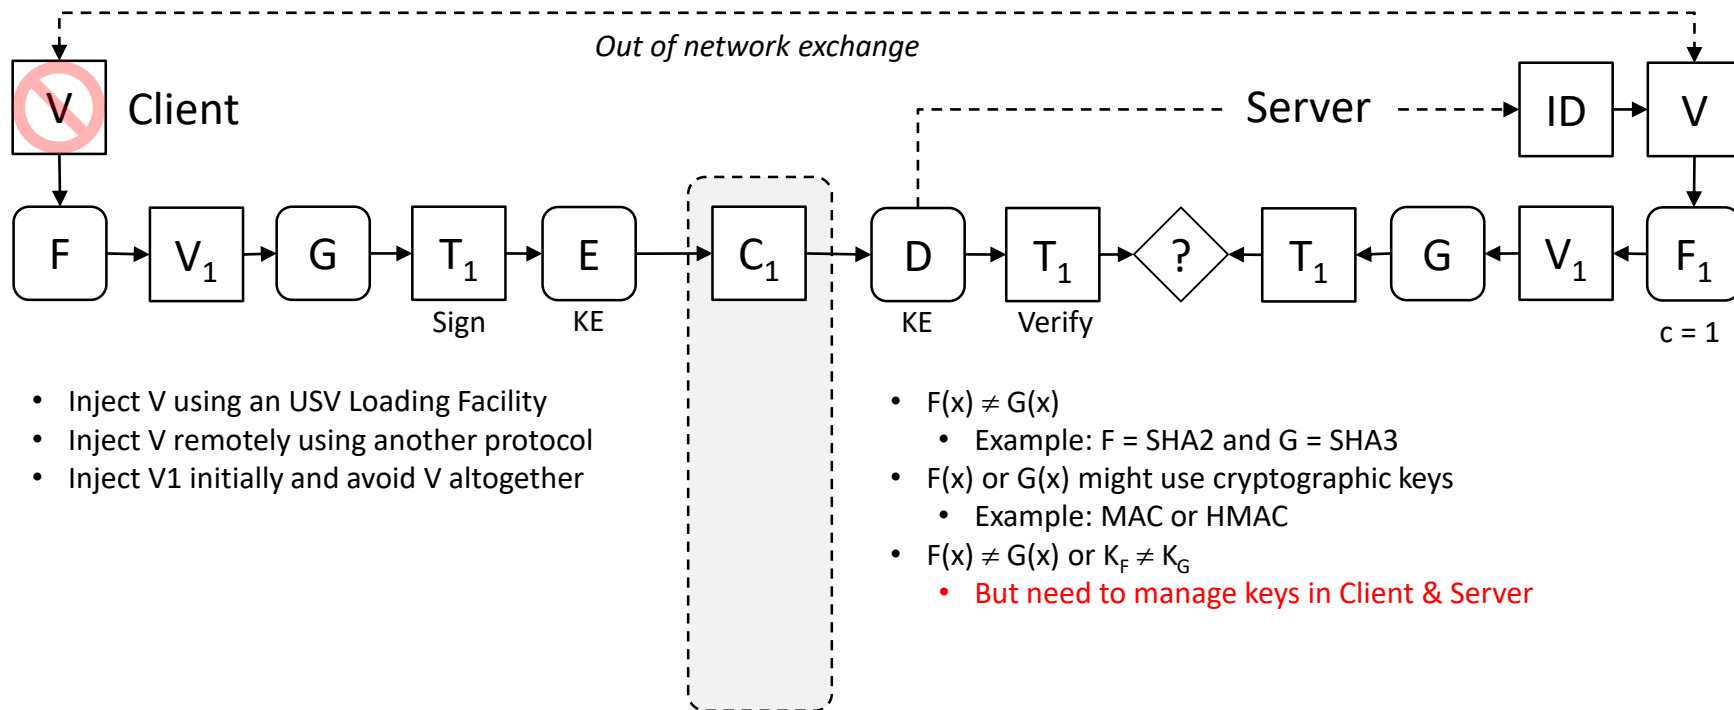 Out of network exchange
V Client Server ID V
F V₁ G T₁ E C₁ D T₁ ? T₁ G V₁ F₁
Sign KE KE Verify c = 1
• Inject V using an USV Loading Facility
• Inject V remotely using another protocol
• Inject V1 initially and avoid V altogether
• F(x) ≠ G(x)
• Example: F = SHA2 and G = SHA3
• F(x) or G(x) might use cryptographic keys
• Example: MAC or HMAC
• F(x) ≠ G(x) or K_F ≠ K_G
• But need to manage keys in Client & Server